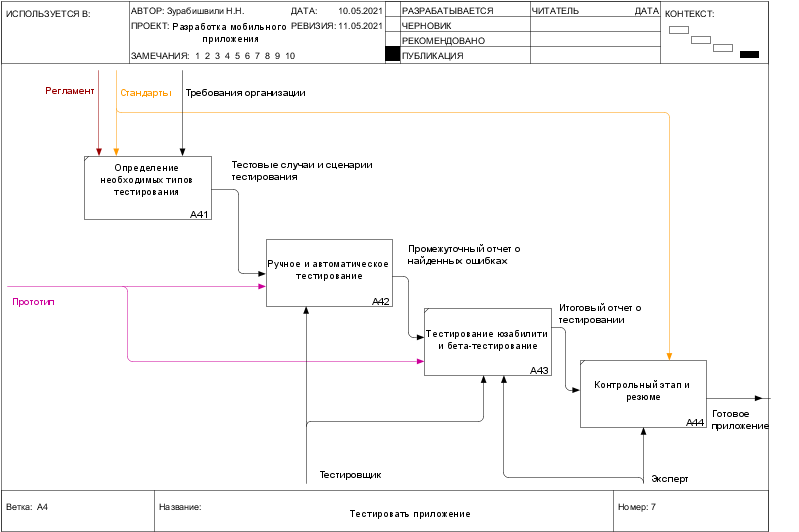 ИСПОЛЬЗУЕТСЯ В:
АВТОР: Зурабишвили Н.Н.
ДАТА: 10.05.2021
ПРОЕКТ: Разработка мобильного
приложения
РЕВИЗИЯ: 11.05.2021
ЗАМЕЧАНИЯ: 1 2 3 4 5 6 7 8 9 10
РАЗРАБАТЫВАЕТСЯ
ЧЕРНОВИК
РЕКОМЕНДОВАНО
ПУБЛИКАЦИЯ
ЧИТАТЕЛЬ
ДАТА
КОНТЕКСТ:
Регламент
Стандарты
Требования организации
Определение
необходимых типов
тестирования
A41
Тестовые случаи и сценарии
тестирования
Ручное и автоматическое
тестирование
A42
Промежуточный отчет о
найденных ошибках
Прототип
Тестирование юзабилити
и бета-тестирование
A43
Итоговый отчет о
тестировании
Контрольный этап и
резюме
A44
Готовое
приложение
Тестировщик
Эксперт
Ветка: A4
Название:
Тестировать приложение
Номер: 7